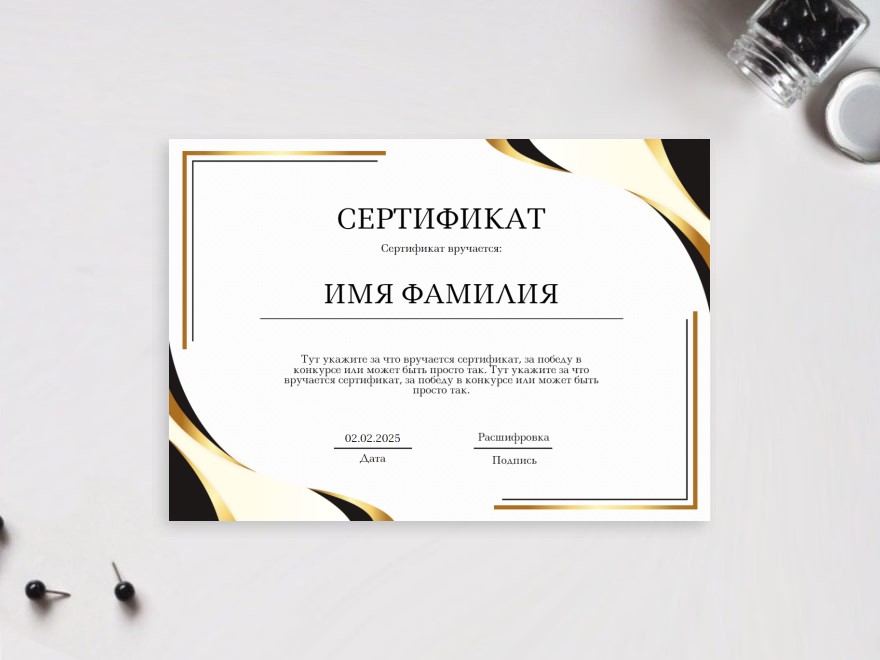 СЕРТИФИКАТ
Сертификат вручается:
ИМЯ ФАМИЛИЯ
Тут укажите за что вручается сертификат, за победу в
конкурсе или может быть просто так. Тут укажите за что
вручается сертификат, за победу в конкурсе или может быть
просто так.
02.02.2025 Расшифровка
Дата Подпись